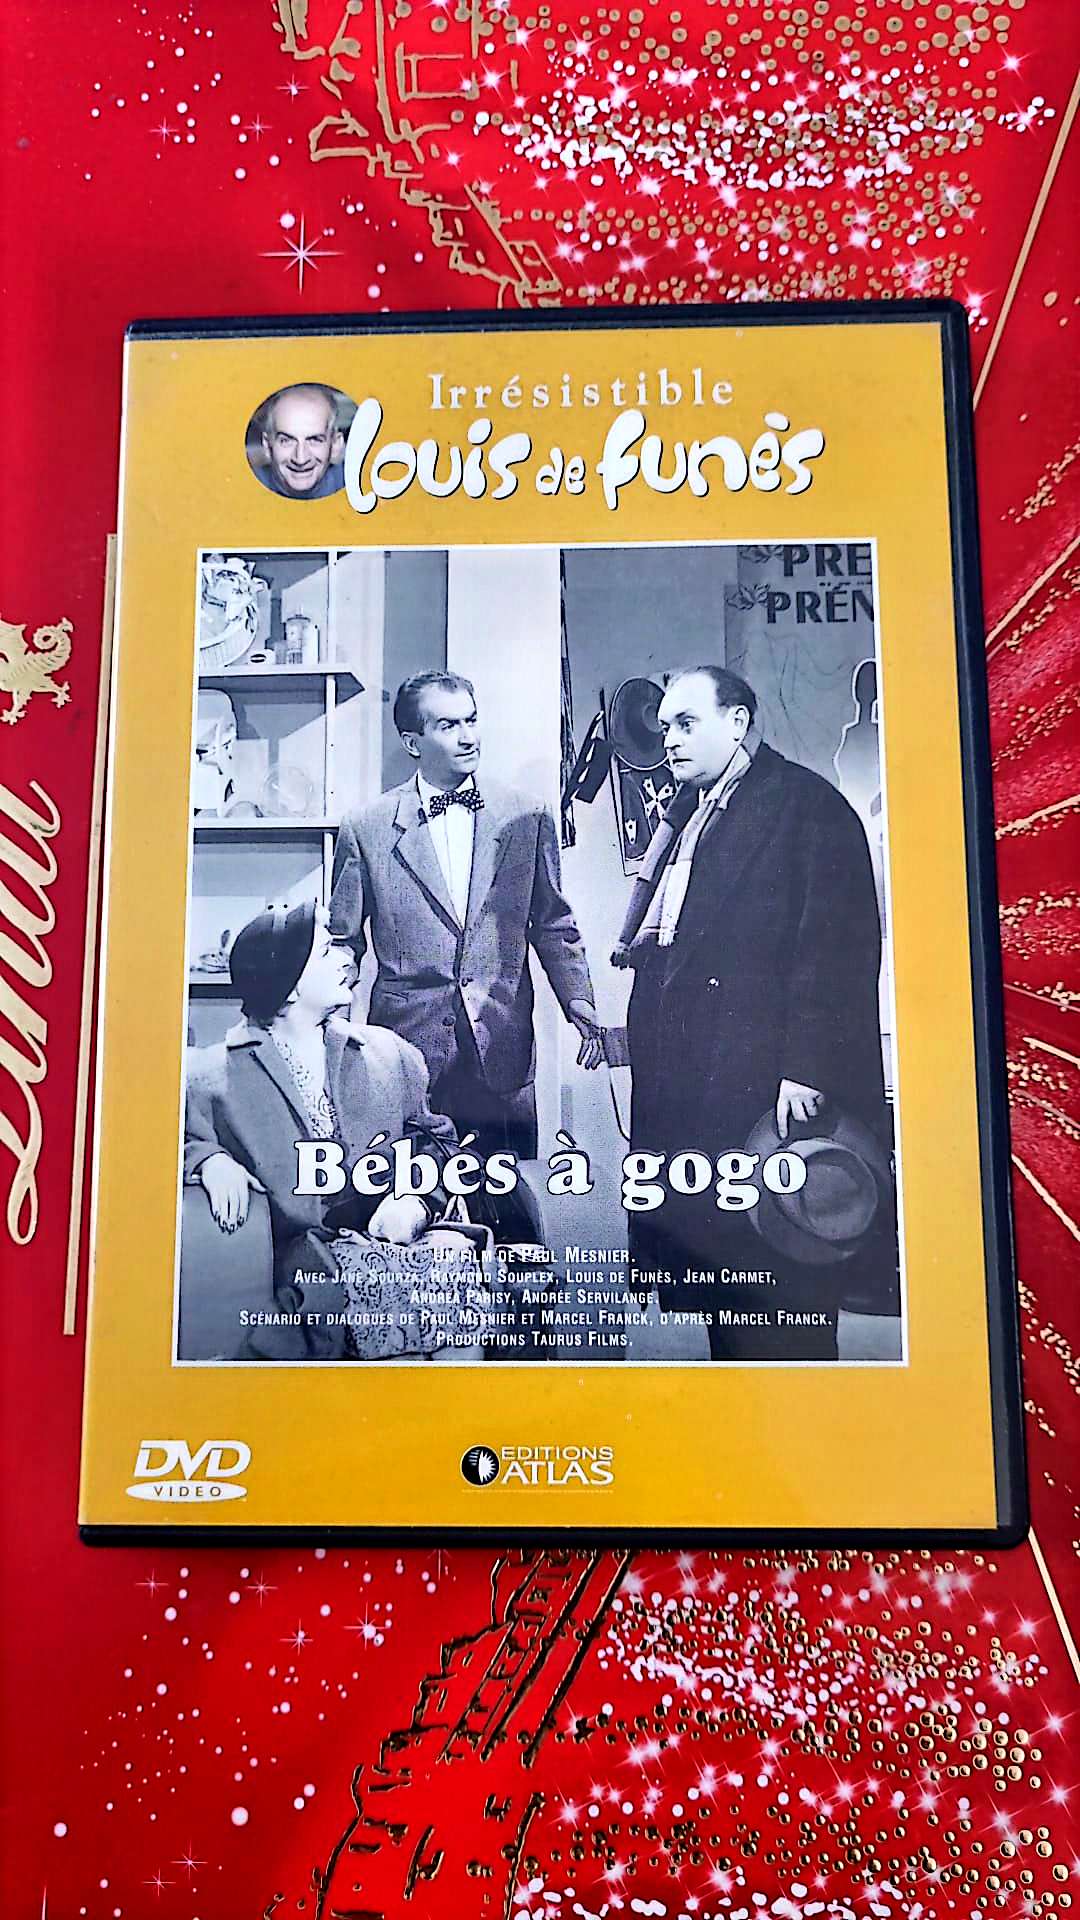 Irrésistible
Louis de Funès
PRE
PRÉN
Lindt
Bébés à gogo
UN FILM DE PAUL MESNIER.
AVEC JANE SOURZA, RAYMOND SOUPLEX, LOUIS DE FUNÈS, JEAN CARMET,
ANDRÉA PARISY, ANDRÉE SERVILANGE.
SCÉNARIO ET DIALOGUES DE PAUL MESNIER ET MARCEL FRANCK, D'APRÈS MARCEL FRANCK.
PRODUCTIONS TAURUS FILMS.
DVD
VIDEO
EDITIONS
ATLAS